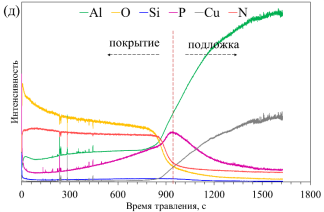 (д)
Al O Si P Cu N
покрытие подложка
Интенсивность
0 300 600 900 1200 1500 1800
Время травления, с